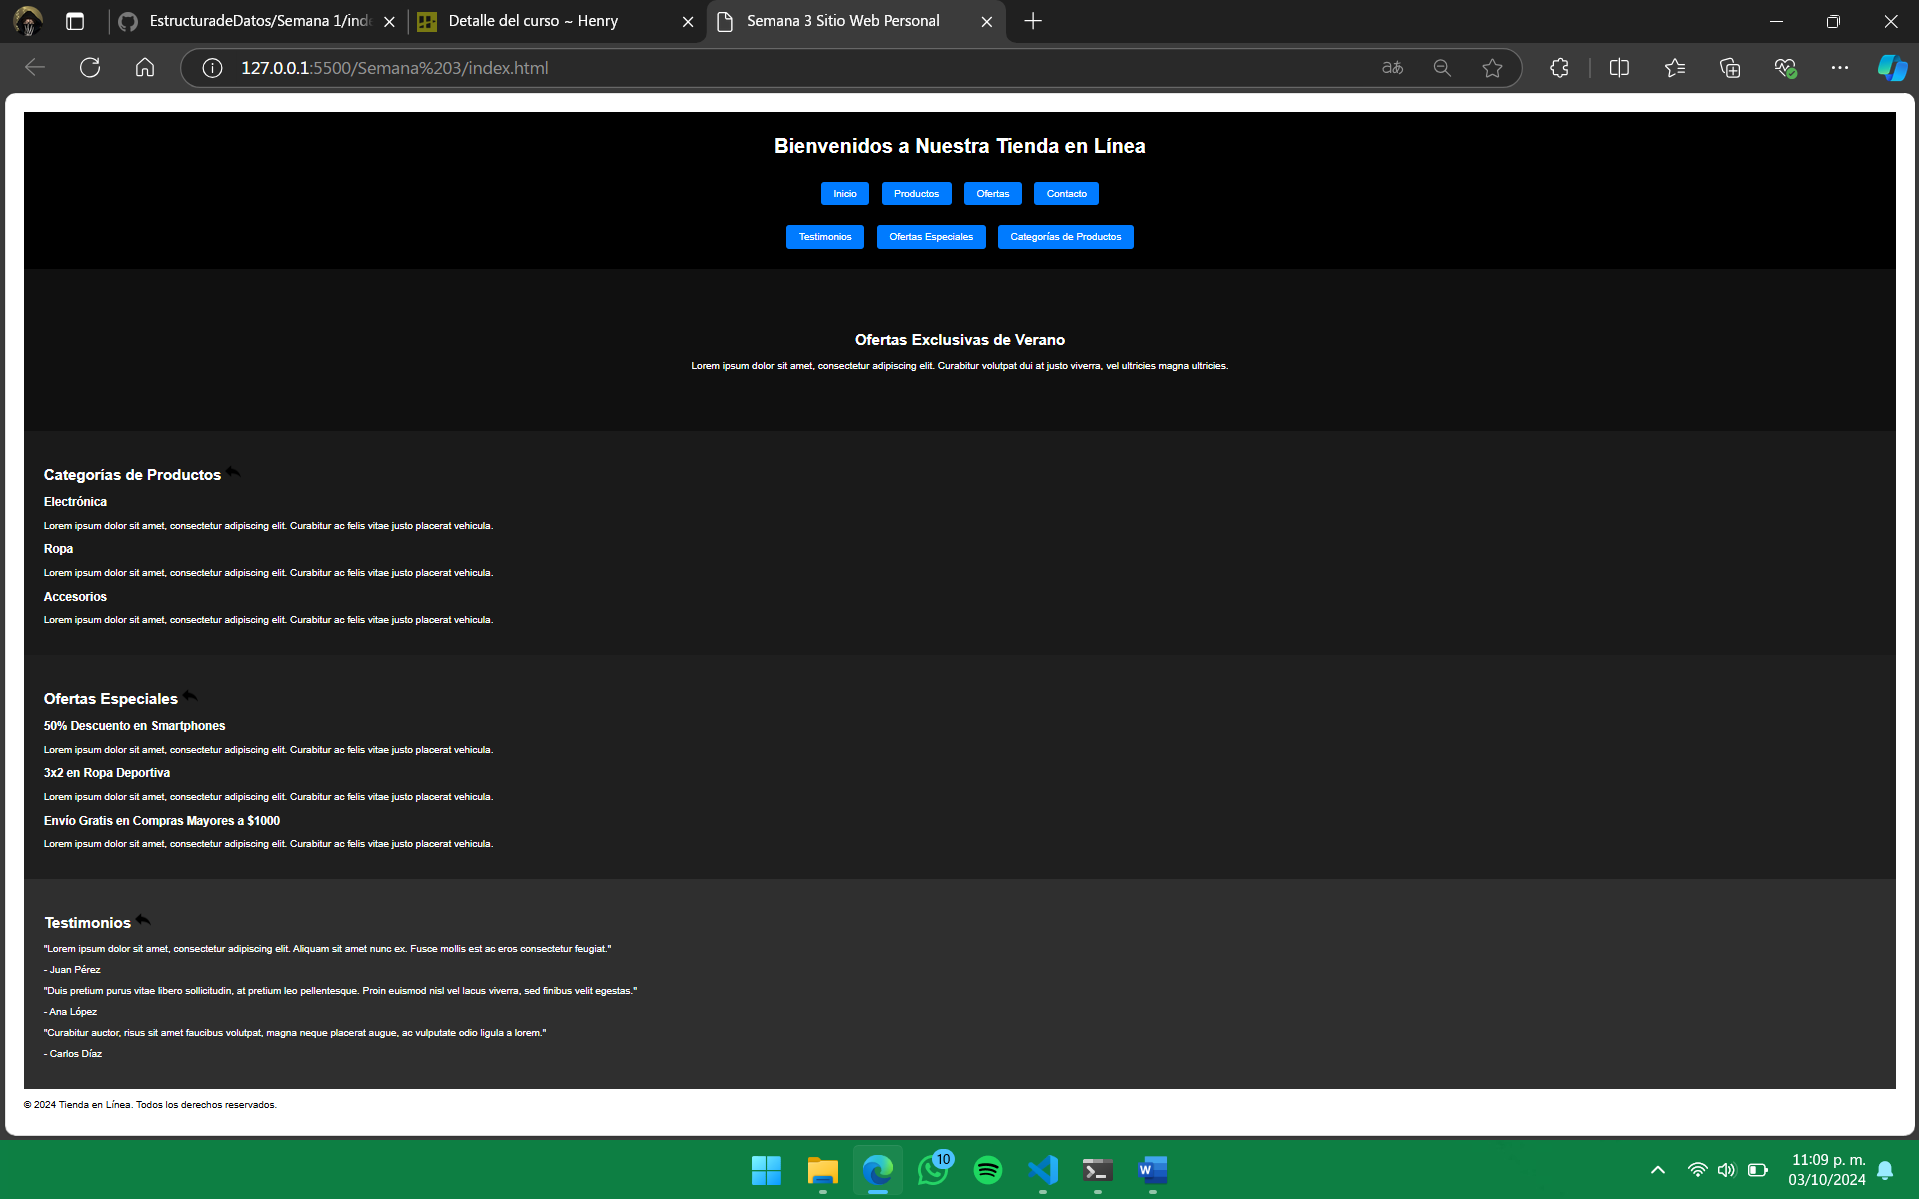 EstructuradeDatos/Semana 1/inde
Detalle del curso ~ Henry
Semana 3 Sitio Web Personal
127.0.0.1:5500/Semana%203/index.html
aあ
Bienvenidos a Nuestra Tienda en Línea
Inicio Productos Ofertas Contacto
Testimonios Ofertas Especiales Categorías de Productos
Ofertas Exclusivas de Verano
Lorem ipsum dolor sit amet, consectetur adipiscing elit. Curabitur volutpat dui at justo viverra, vel ultricies magna ultricies.
Categorías de Productos
Electrónica
Lorem ipsum dolor sit amet, consectetur adipiscing elit. Curabitur ac felis vitae justo placerat vehicula.
Ropa
Lorem ipsum dolor sit amet, consectetur adipiscing elit. Curabitur ac felis vitae justo placerat vehicula.
Accesorios
Lorem ipsum dolor sit amet, consectetur adipiscing elit. Curabitur ac felis vitae justo placerat vehicula.
Ofertas Especiales
50% Descuento en Smartphones
Lorem ipsum dolor sit amet, consectetur adipiscing elit. Curabitur ac felis vitae justo placerat vehicula.
3x2 en Ropa Deportiva
Lorem ipsum dolor sit amet, consectetur adipiscing elit. Curabitur ac felis vitae justo placerat vehicula.
Envío Gratis en Compras Mayores a $1000
Lorem ipsum dolor sit amet, consectetur adipiscing elit. Curabitur ac felis vitae justo placerat vehicula.
Testimonios
"Lorem ipsum dolor sit amet, consectetur adipiscing elit. Aliquam sit amet nunc ex. Fusce mollis est ac eros consectetur feugiat."
- Juan Pérez
"Duis pretium purus vitae libero sollicitudin, at pretium leo pellentesque. Proin euismod nisl vel lacus viverra, sed finibus velit egestas."
- Ana López
"Curabitur auctor, risus sit amet faucibus volutpat, magna neque placerat augue, ac vulputate odio ligula a lorem."
- Carlos Díaz
© 2024 Tienda en Línea. Todos los derechos reservados.
10
W
11:09 p. m.
03/10/2024